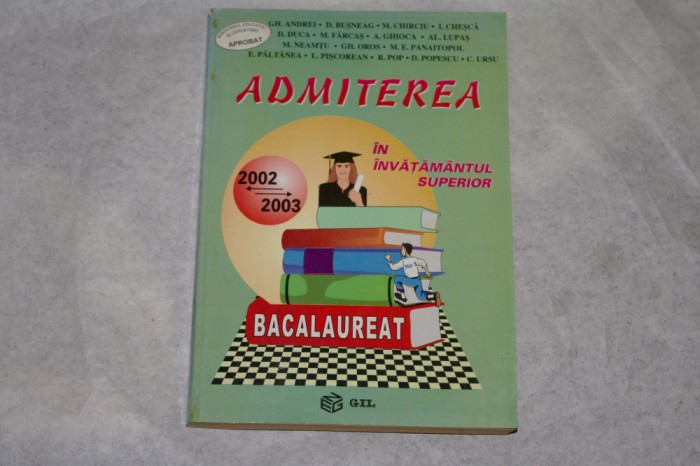 GH. ANDREI • D. BUȘNEAG • M. CHIRCIU • I. CHEȘCĂ
D. DUCA • M. FĂRCAȘ • A. GHIOCA • AL. LUPAȘ
M. NEAMȚU • GH. OROS • M. E. PANAITOPOL
E. PĂLTĂNEA • L. PIȘCOREAN • R. POP • D. POPESCU • C. URSU
APROBAT
ADMITEREA
ÎN
ÎNVĂȚĂMÂNTUL
SUPERIOR
2002
2003
BACALAUREAT
GIL